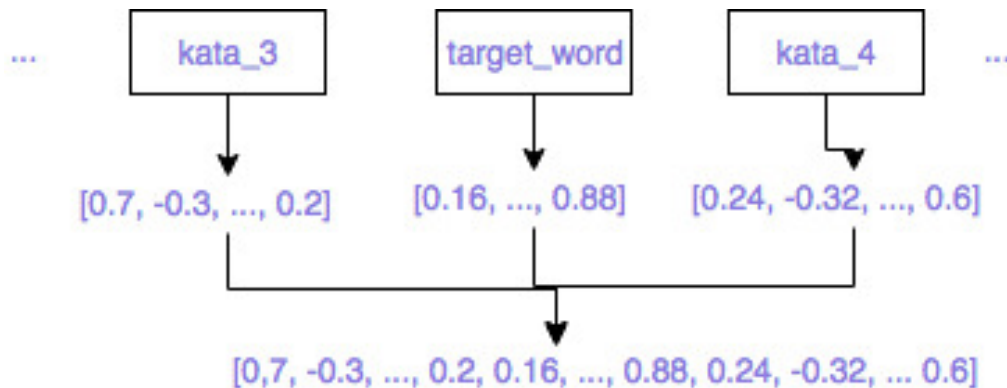 ... kata_3 target_word kata_4 ...
[0.7, -0.3, ..., 0.2] [0.16, ..., 0.88] [0.24, -0.32, ..., 0.6]
[0,7, -0.3, ..., 0.2, 0.16, ..., 0.88, 0.24, -0.32, ... 0.6]